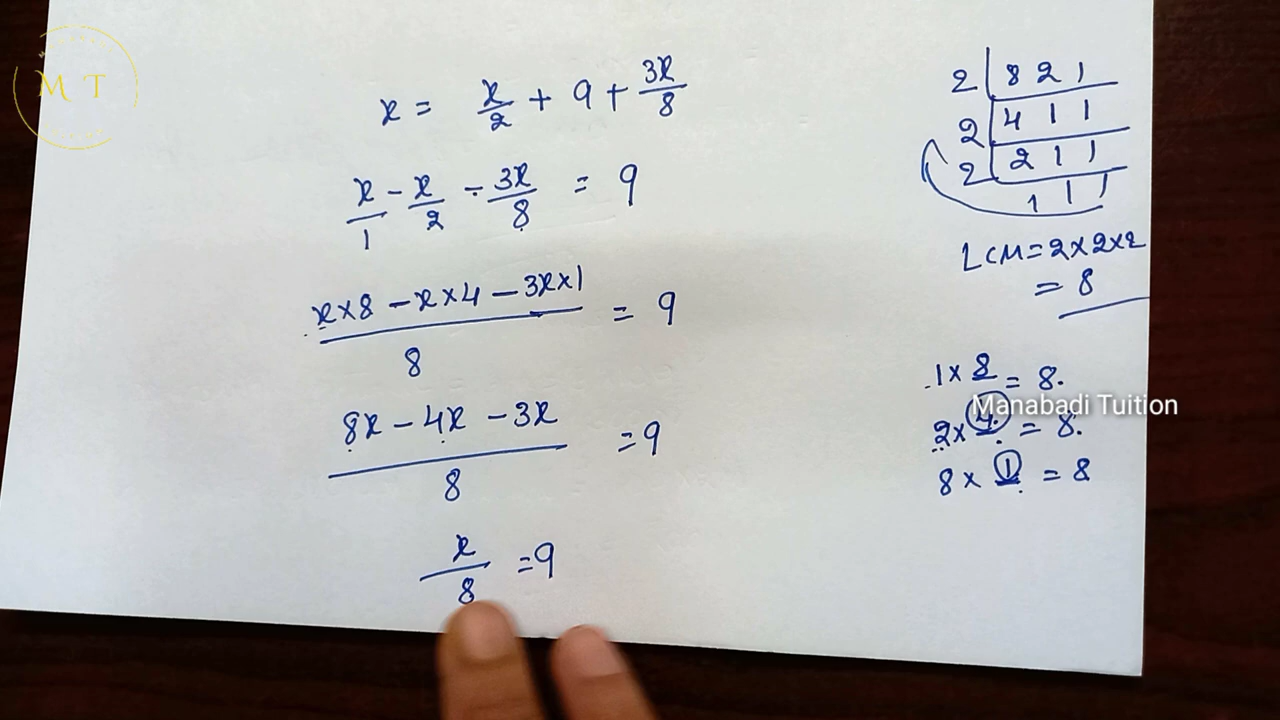 M T
x = x/2 + 9 + 3x/8
x/1 - x/2 - 3x/8 = 9
x×8 - x×4 - 3x×1 / 8 = 9
8x - 4x - 3x / 8 = 9
x/8 = 9
2 | 8 2 1
2 | 4 1 1
2 | 2 1 1
1 1 1
LCM = 2×2×2
= 8
1 × 8 = 8.
Manabadi Tuition
2 × 4 = 8.
8 × 1 = 8